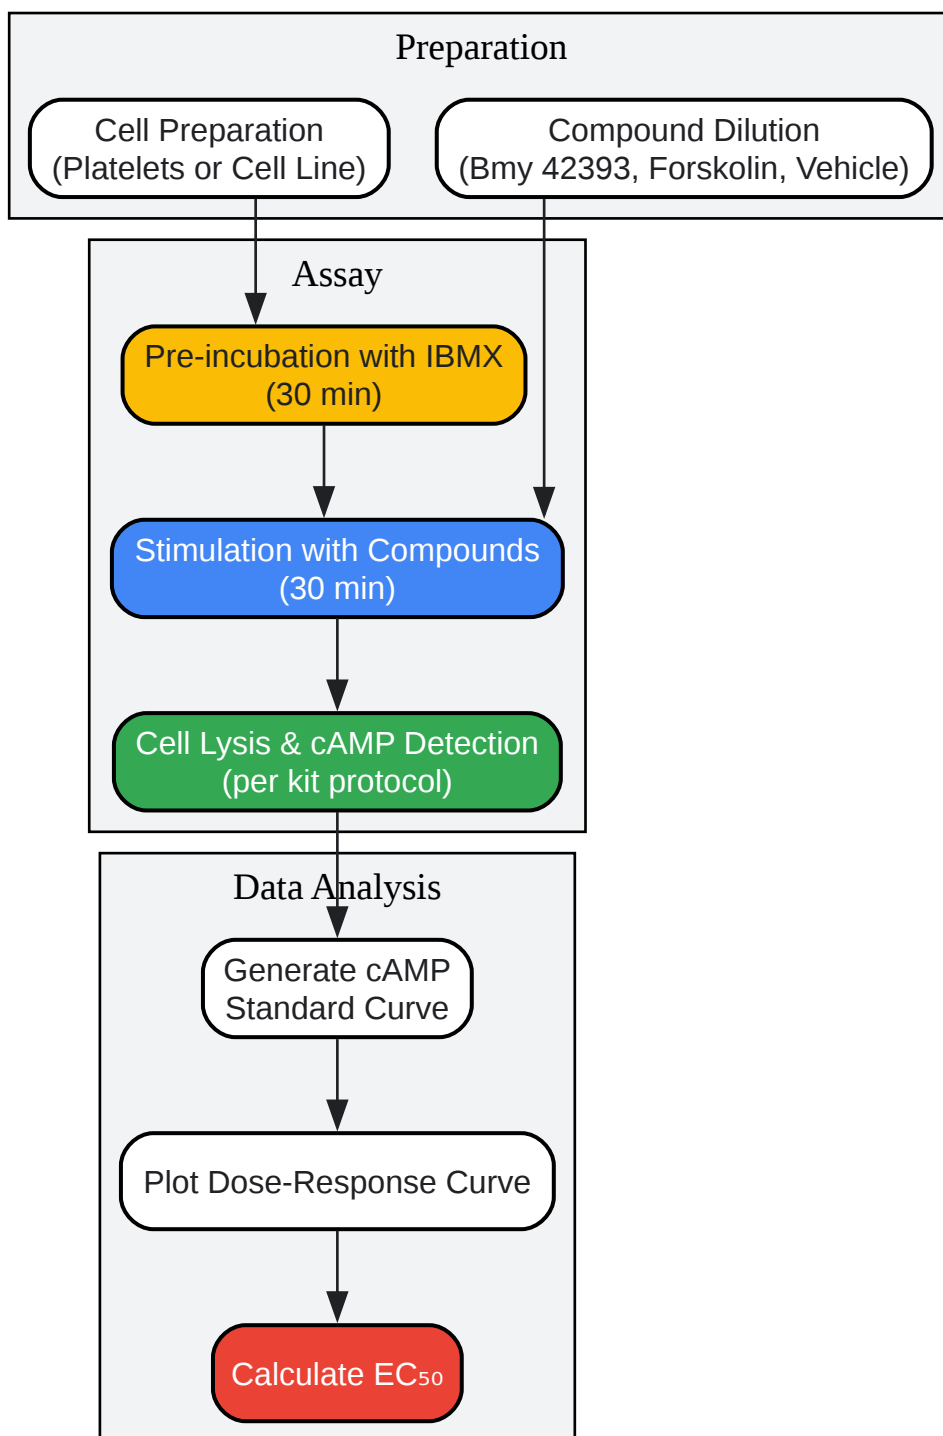 Preparation
Cell Preparation
(Platelets or Cell Line)
Compound Dilution
(Bmy 42393, Forskolin, Vehicle)
Assay
Pre-incubation with IBMX
(30 min)
Stimulation with Compounds
(30 min)
Cell Lysis & cAMP Detection
(per kit protocol)
Data Analysis
Generate cAMP
Standard Curve
Plot Dose-Response Curve
Calculate EC₅₀